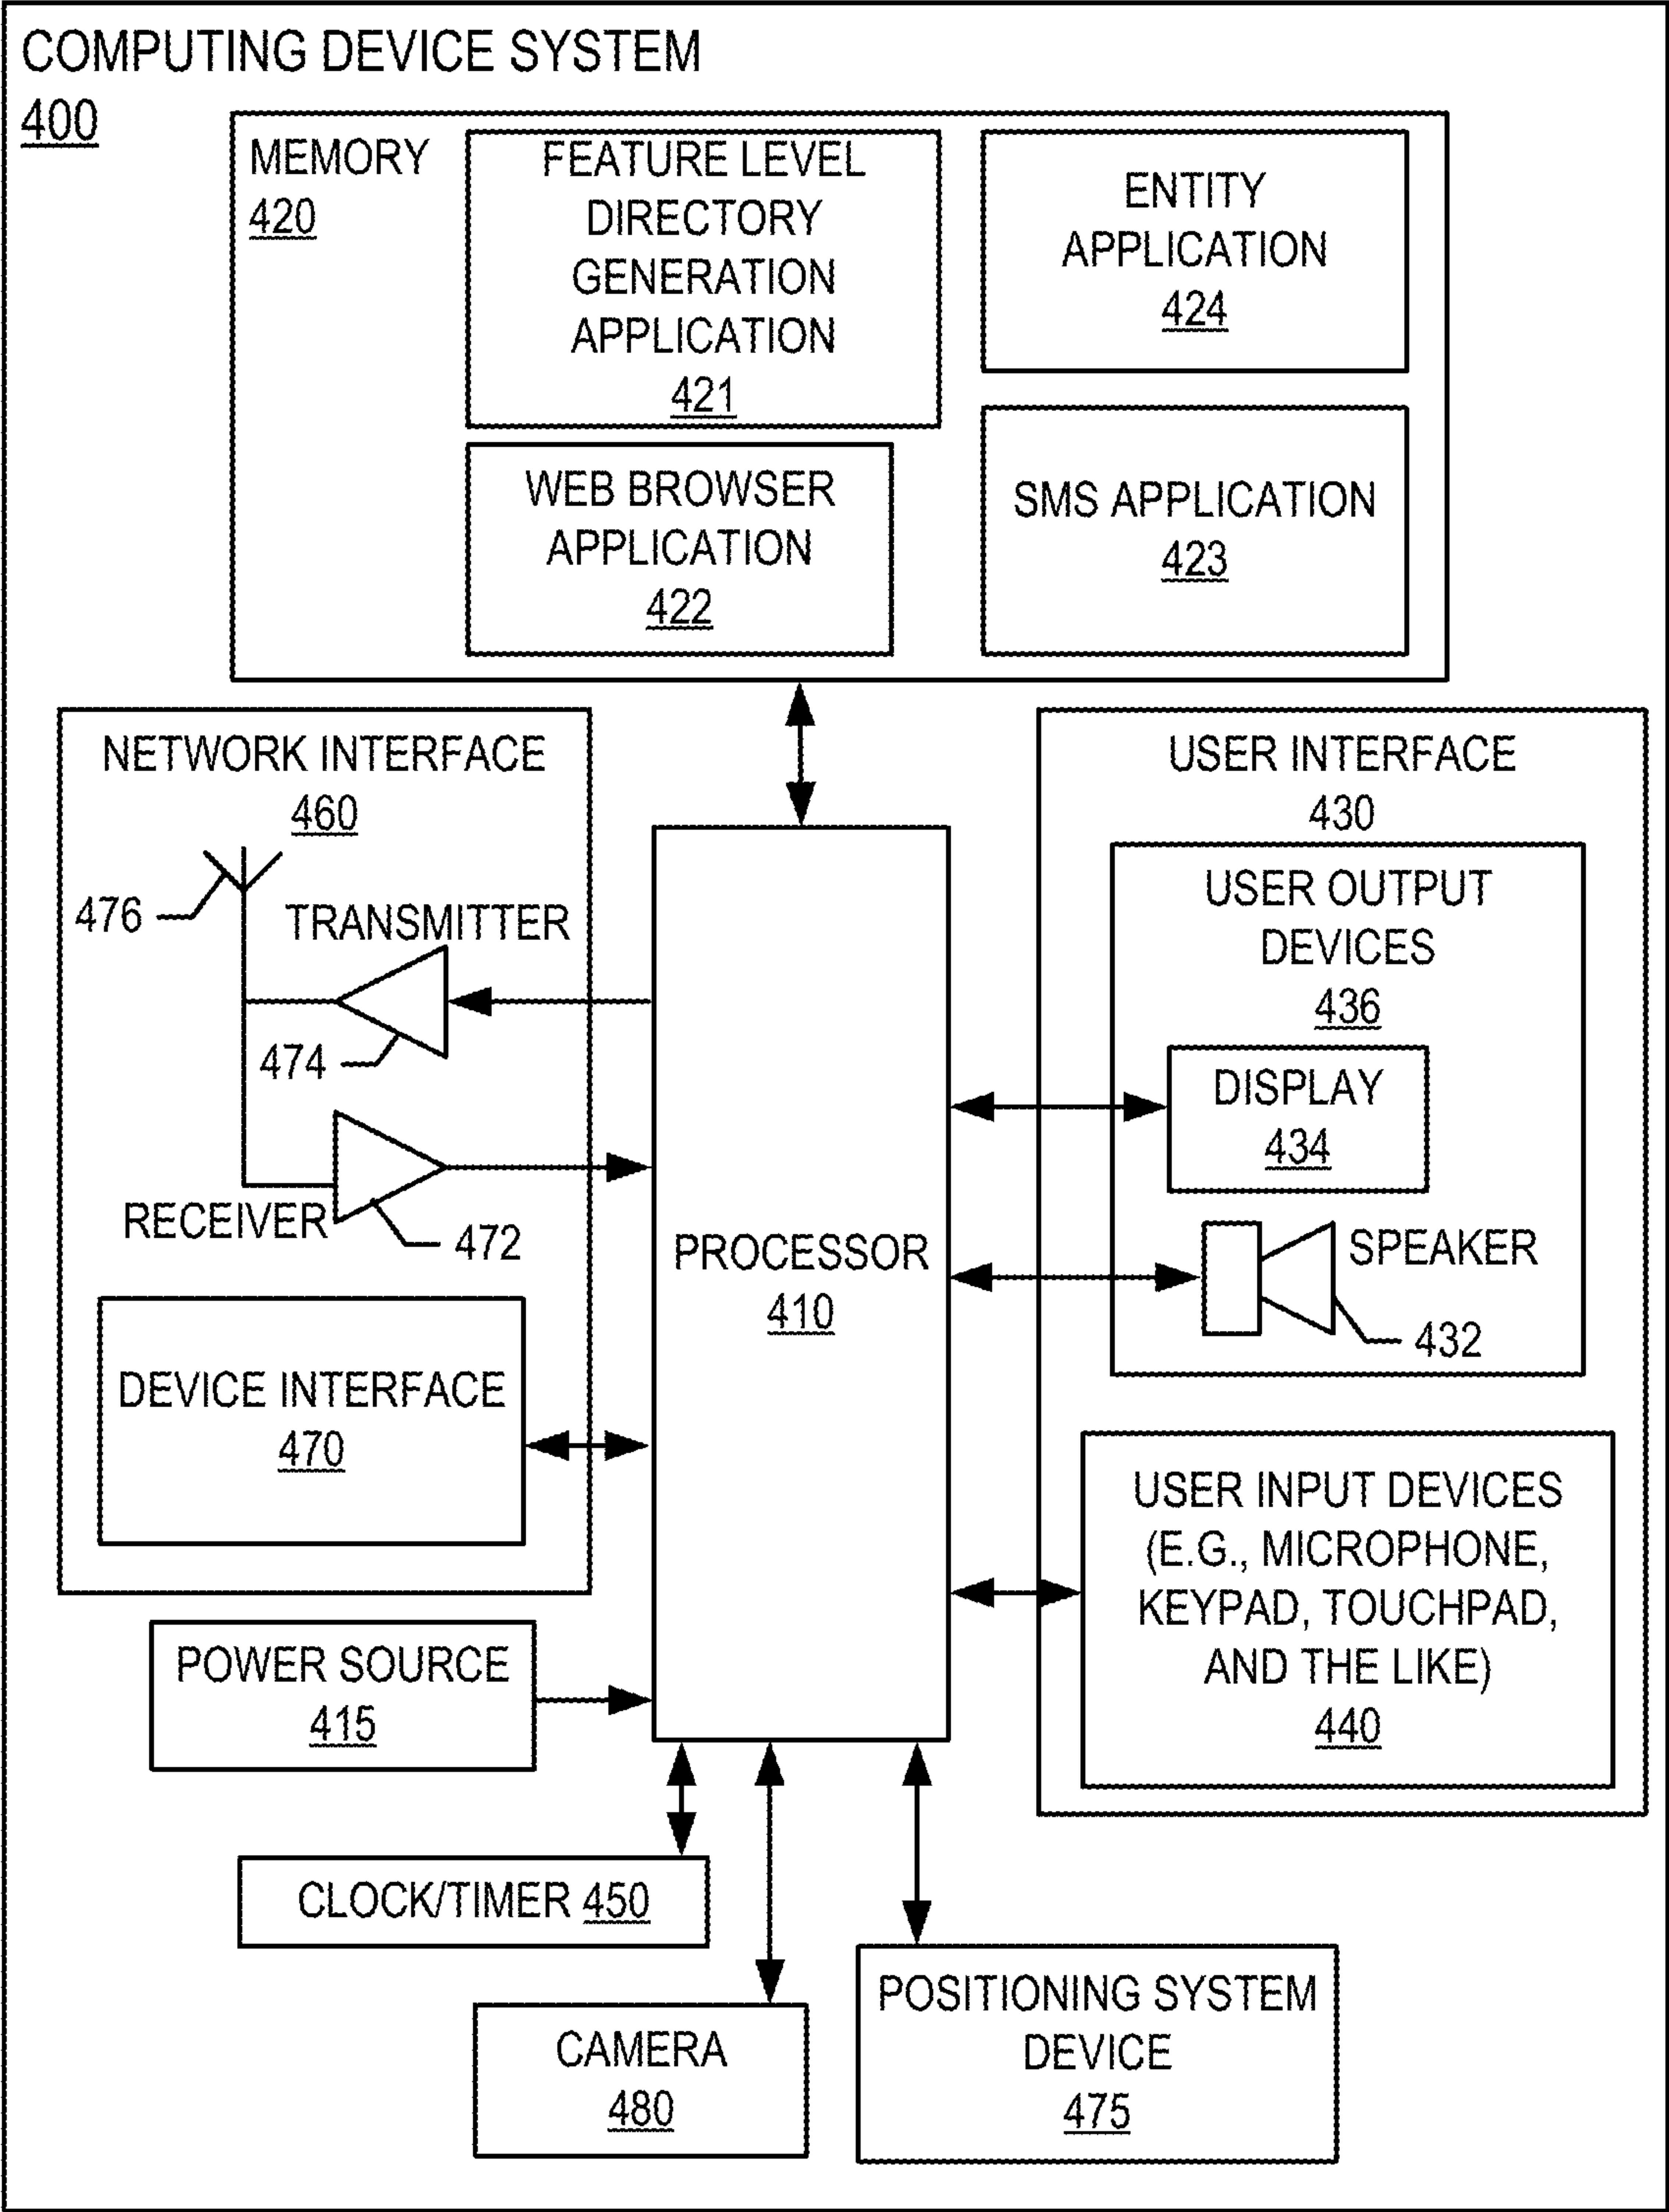 COMPUTING DEVICE SYSTEM
400
MEMORY
420
FEATURE LEVEL
DIRECTORY
GENERATION
APPLICATION
421
ENTITY
APPLICATION
424
WEB BROWSER
APPLICATION
422
SMS APPLICATION
423
NETWORK INTERFACE
460
476
TRANSMITTER
474
RECEIVER
472
DEVICE INTERFACE
470
PROCESSOR
410
USER INTERFACE
430
USER OUTPUT
DEVICES
436
DISPLAY
434
SPEAKER
432
USER INPUT DEVICES
(E.G., MICROPHONE,
KEYPAD, TOUCHPAD,
AND THE LIKE)
440
POWER SOURCE
415
CLOCK/TIMER 450
CAMERA
480
POSITIONING SYSTEM
DEVICE
475